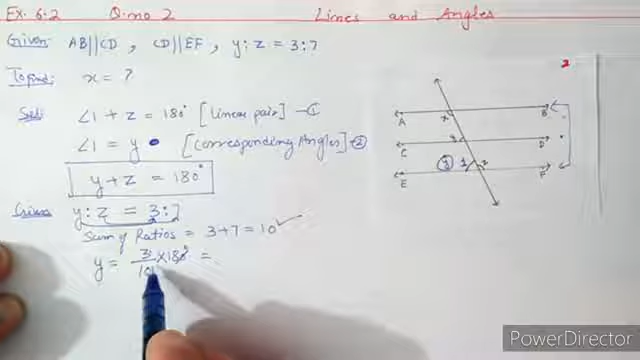 Ex. 6.2 Q.no 2 Lines and Angles
Given: AB||CD, CD||EF, y:z = 3:7
To find: x = ?
Sol: ∠1 + z = 180° [linear pair] -①
∠1 = y [Corresponding Angles] -②
y+z = 180°
Given y:z = 3:7
Sum of Ratios = 3+7 = 10
y = 3/10 × 180° =
2
A B
x
C y D
③ 1 z
E F
PowerDirector